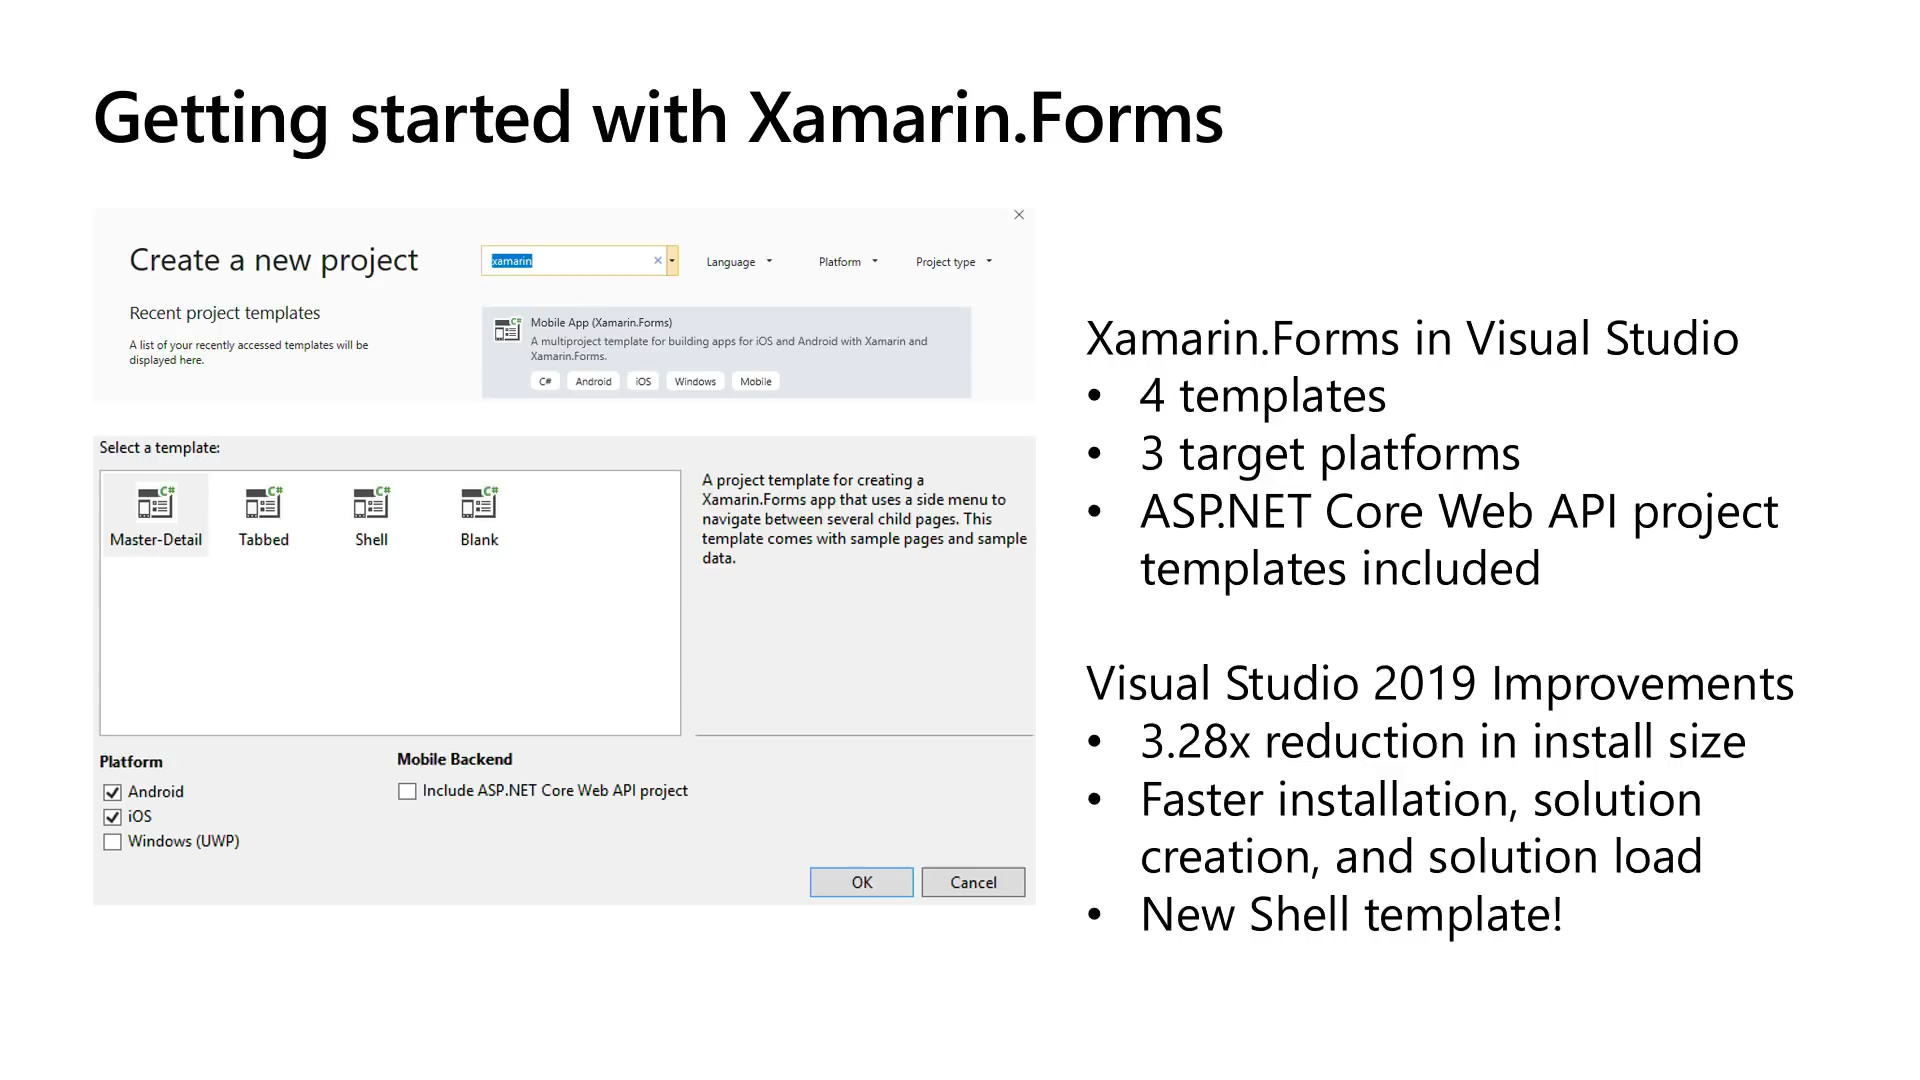 Getting started with Xamarin.Forms
Create a new project
xamarin
Language
Platform
Project type
Recent project templates
A list of your recently accessed templates will be
displayed here.
C#
Mobile App (Xamarin.Forms)
A multiproject template for building apps for iOS and Android with Xamarin and
Xamarin.Forms.
C#
Android
iOS
Windows
Mobile
Select a template:
C#
Master-Detail
C#
Tabbed
C#
Shell
C#
Blank
A project template for creating a
Xamarin.Forms app that uses a side menu to
navigate between several child pages. This
template comes with sample pages and sample
data.
Platform
Android
iOS
Windows (UWP)
Mobile Backend
Include ASP.NET Core Web API project
OK
Cancel
Xamarin.Forms in Visual Studio
• 4 templates
• 3 target platforms
• ASP.NET Core Web API project
templates included
Visual Studio 2019 Improvements
• 3.28x reduction in install size
• Faster installation, solution
creation, and solution load
• New Shell template!